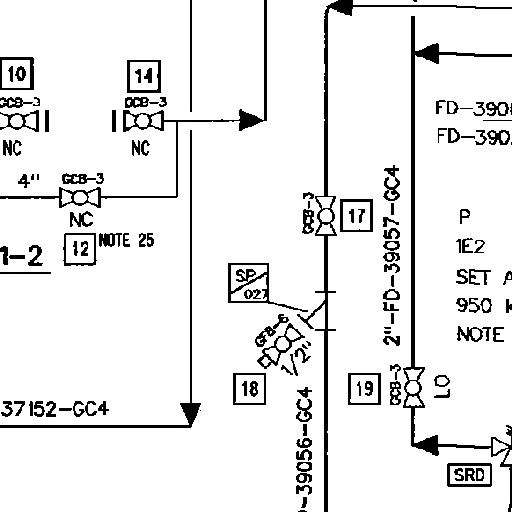 10
14
GCB-3
GCB-3
NC
NC
FD-390
FD-390
4"
GCB-3
NC
12
NOTE 25
1-2
GCB-3
17
2"-FD-39057-GC4
P
1E2
SET A
950 k
NOTE
SP
027
GFB-6
1/2"
18
19
GCB-3
LO
37152-GC4
-39056-GC4
SRD